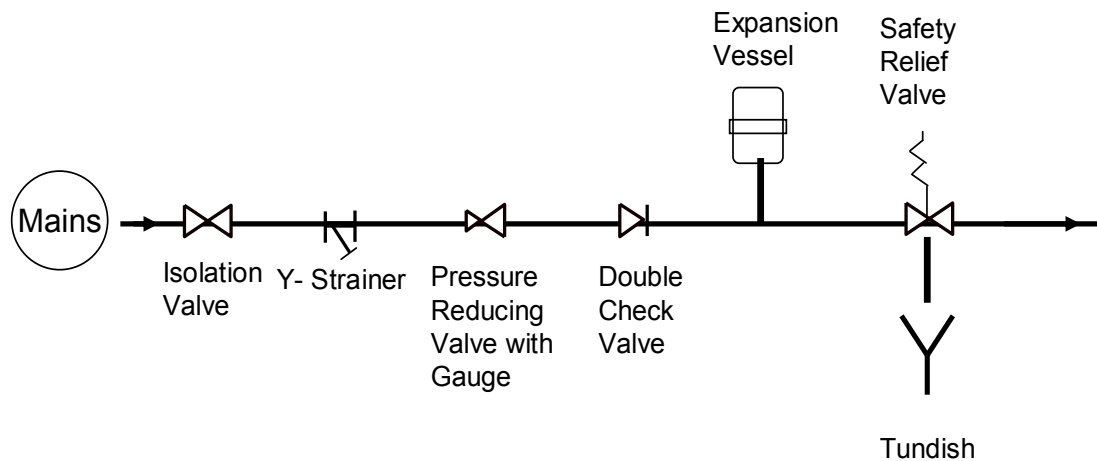 Expansion
Vessel
Safety
Relief
Valve
Mains
Isolation
Valve
Y- Strainer
Pressure
Reducing
Valve with
Gauge
Double
Check
Valve
Tundish